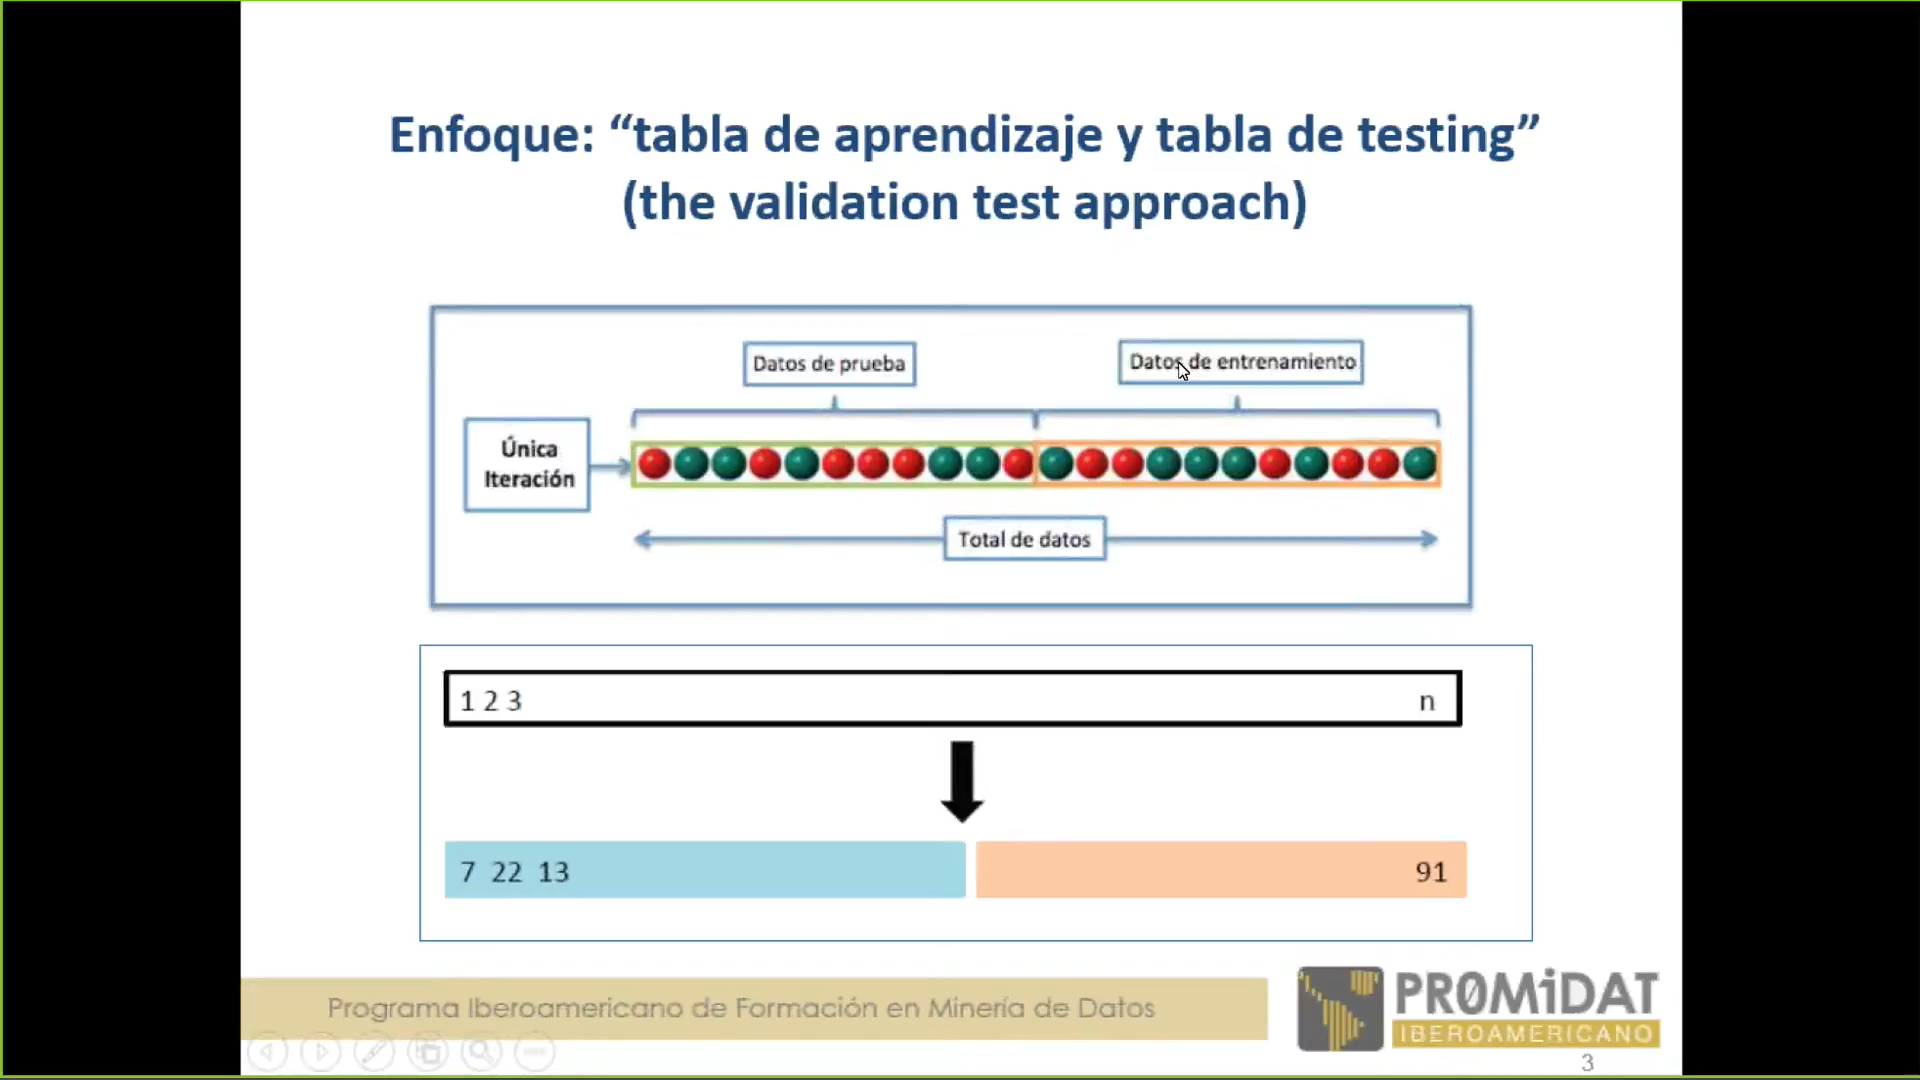 Enfoque: “tabla de aprendizaje y tabla de testing”
(the validation test approach)
Datos de prueba
Datos de entrenamiento
Única
Iteración
Total de datos
1 2 3
n
7 22 13
91
Programa Iberoamericano de Formación en Minería de Datos
PR0MiDAT
IBEROAMERICANO
3